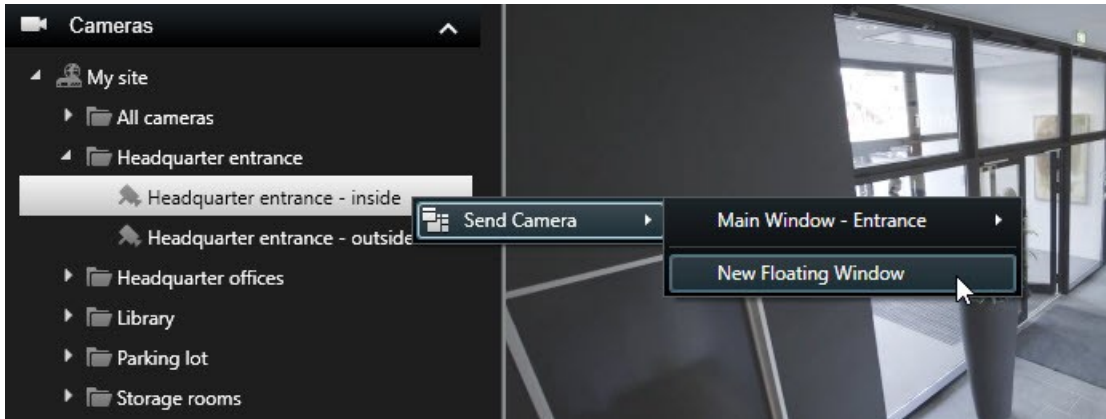 Cameras
My site
All cameras
Headquarter entrance
Headquarter entrance - inside
Send Camera
Main Window - Entrance
Headquarter entrance - outside
New Floating Window
Headquarter offices
Library
Parking lot
Storage rooms